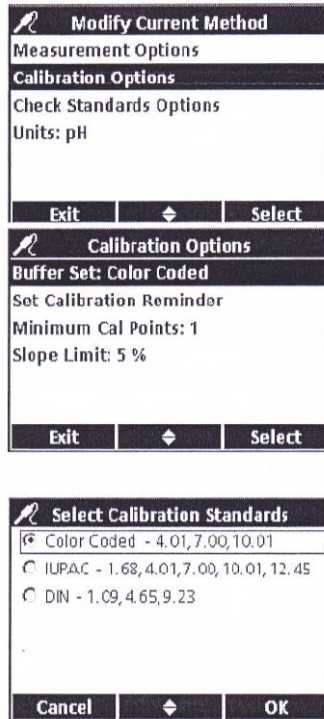 Modify Current Method
Measurement Options
Calibration Options
Check Standards Options
Units: pH
Exit Select
Calibration Options
Buffer Set: Color Coded
Set Calibration Reminder
Minimum Cal Points: 1
Slope Limit: 5 %
Exit Select
Select Calibration Standards
Color Coded - 4.01,7.00,10.01
IUPAC - 1.68,4.01,7.00,10.01,12.45
DIN - 1.09,4.65,9.23
Cancel OK